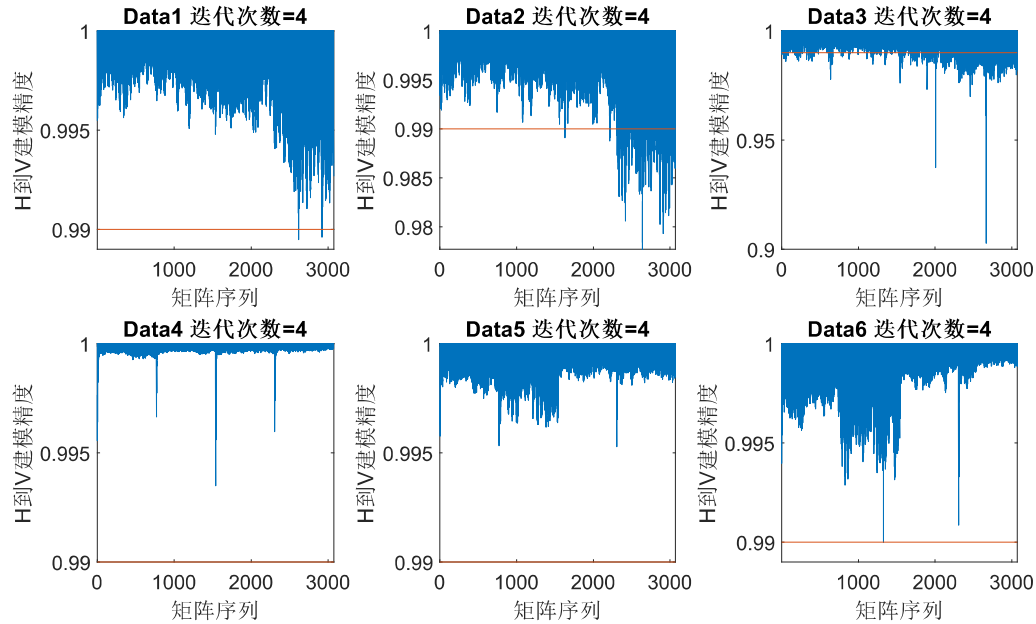 Data1 迭代次数=4
1
0.995
0.99
H到V建模精度
1000
2000
3000
矩阵序列
Data2 迭代次数=4
1
0.995
0.99
0.985
0.98
H到V建模精度
0
1000
2000
3000
矩阵序列
Data3 迭代次数=4
1
0.95
0.9
H到V建模精度
0
1000
2000
3000
矩阵序列
Data4 迭代次数=4
1
0.995
0.99
H到V建模精度
0
1000
2000
3000
矩阵序列
Data5 迭代次数=4
1
0.995
0.99
H到V建模精度
0
1000
2000
3000
矩阵序列
Data6 迭代次数=4
1
0.995
0.99
H到V建模精度
1000
2000
3000
矩阵序列